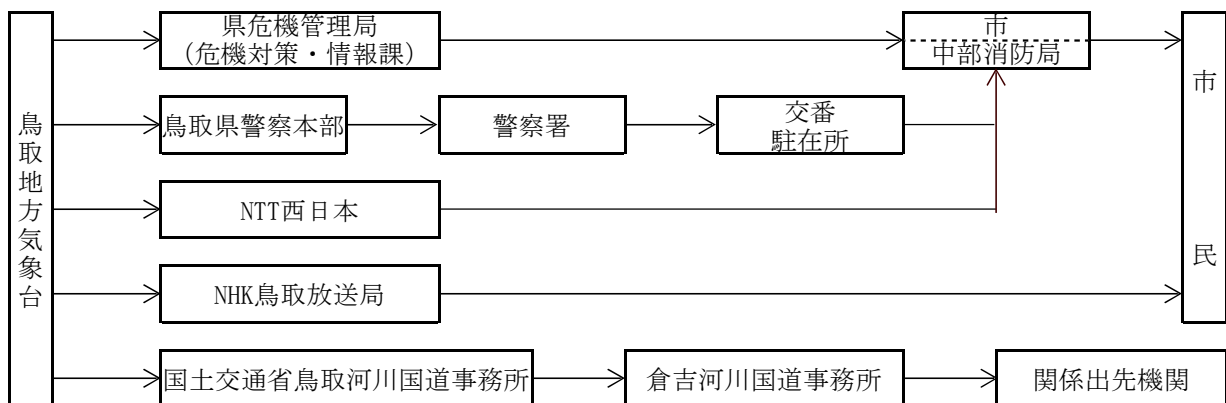 鳥取地方気象台
県危機管理局
（危機対策・情報課）
市
中部消防局
市民
鳥取県警察本部
警察署
交番
駐在所
NTT西日本
NHK鳥取放送局
国土交通省鳥取河川国道事務所
倉吉河川国道事務所
関係出先機関